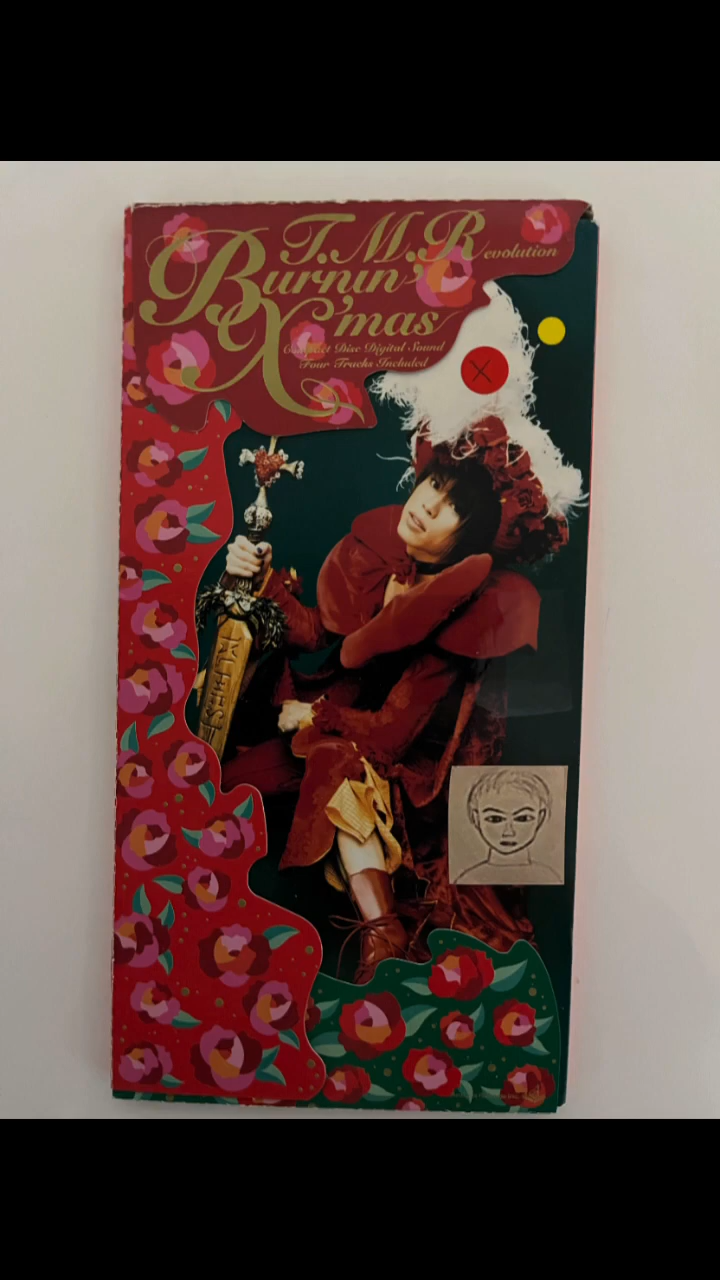 T.M.Revolution
Burnin'
X'mas
Compact Disc Digital Sound
Four Tracks Included